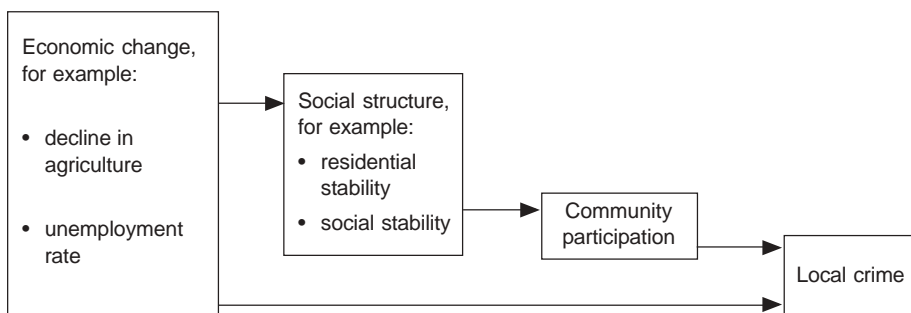 Economic change,
for example:
• decline in
agriculture
• unemployment
rate
Social structure,
for example:
• residential
stability
• social stability
Community
participation
Local crime